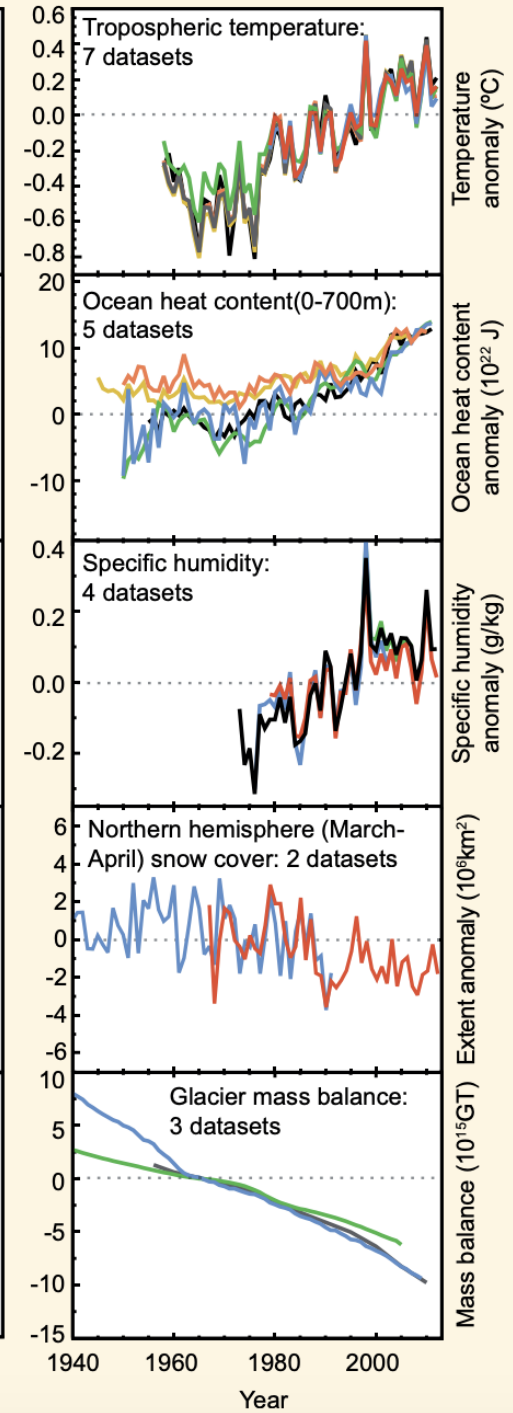 Tropospheric temperature:
7 datasets
0.6
0.4
0.2
0.0
-0.2
-0.4
-0.6
-0.8
Temperature
anomaly (ºC)
Ocean heat content(0-700m):
5 datasets
20
10
0
-10
Ocean heat content
anomaly (10²² J)
Specific humidity:
4 datasets
0.4
0.2
0.0
-0.2
Specific humidity
anomaly (g/kg)
Northern hemisphere (March-
April) snow cover: 2 datasets
6
4
2
0
-2
-4
-6
Extent anomaly (10⁶km²)
Glacier mass balance:
3 datasets
10
5
0
-5
-10
-15
Mass balance (10¹⁵GT)
1940 1960 1980 2000
Year